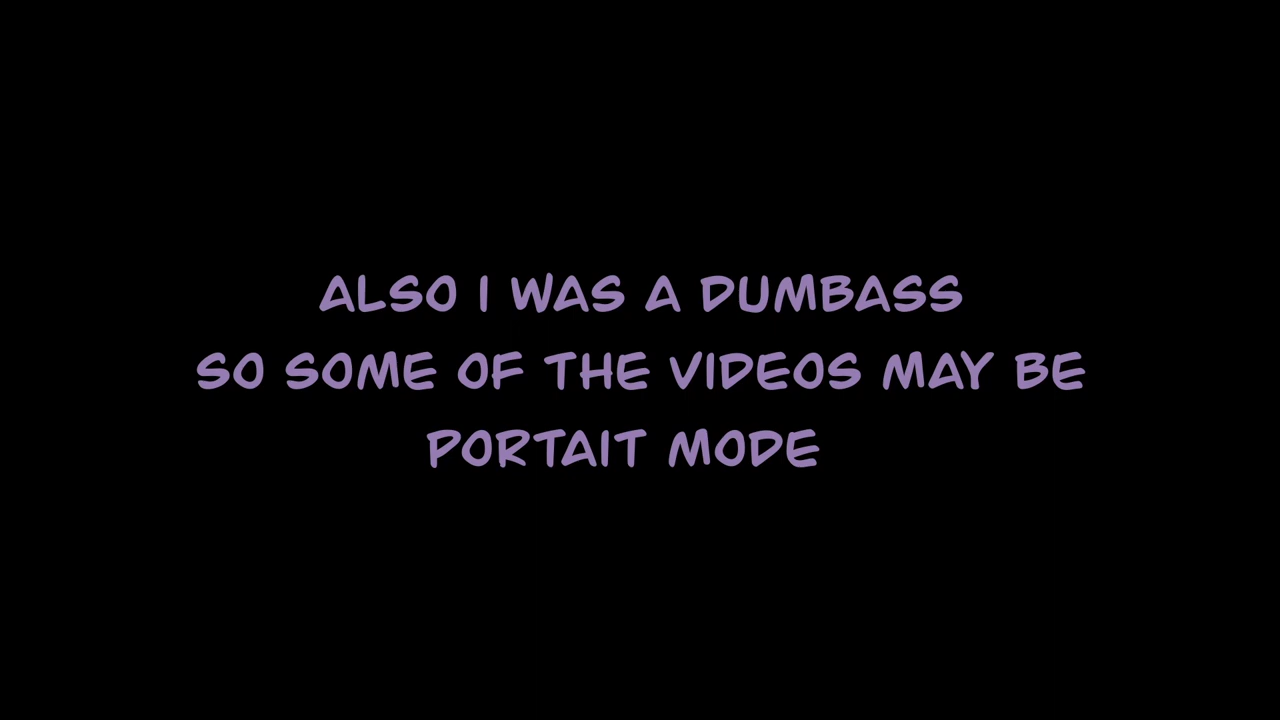 ALSO I WAS A DUMBASS
SO SOME OF THE VIDEOS MAY BE
PORTAIT MODE